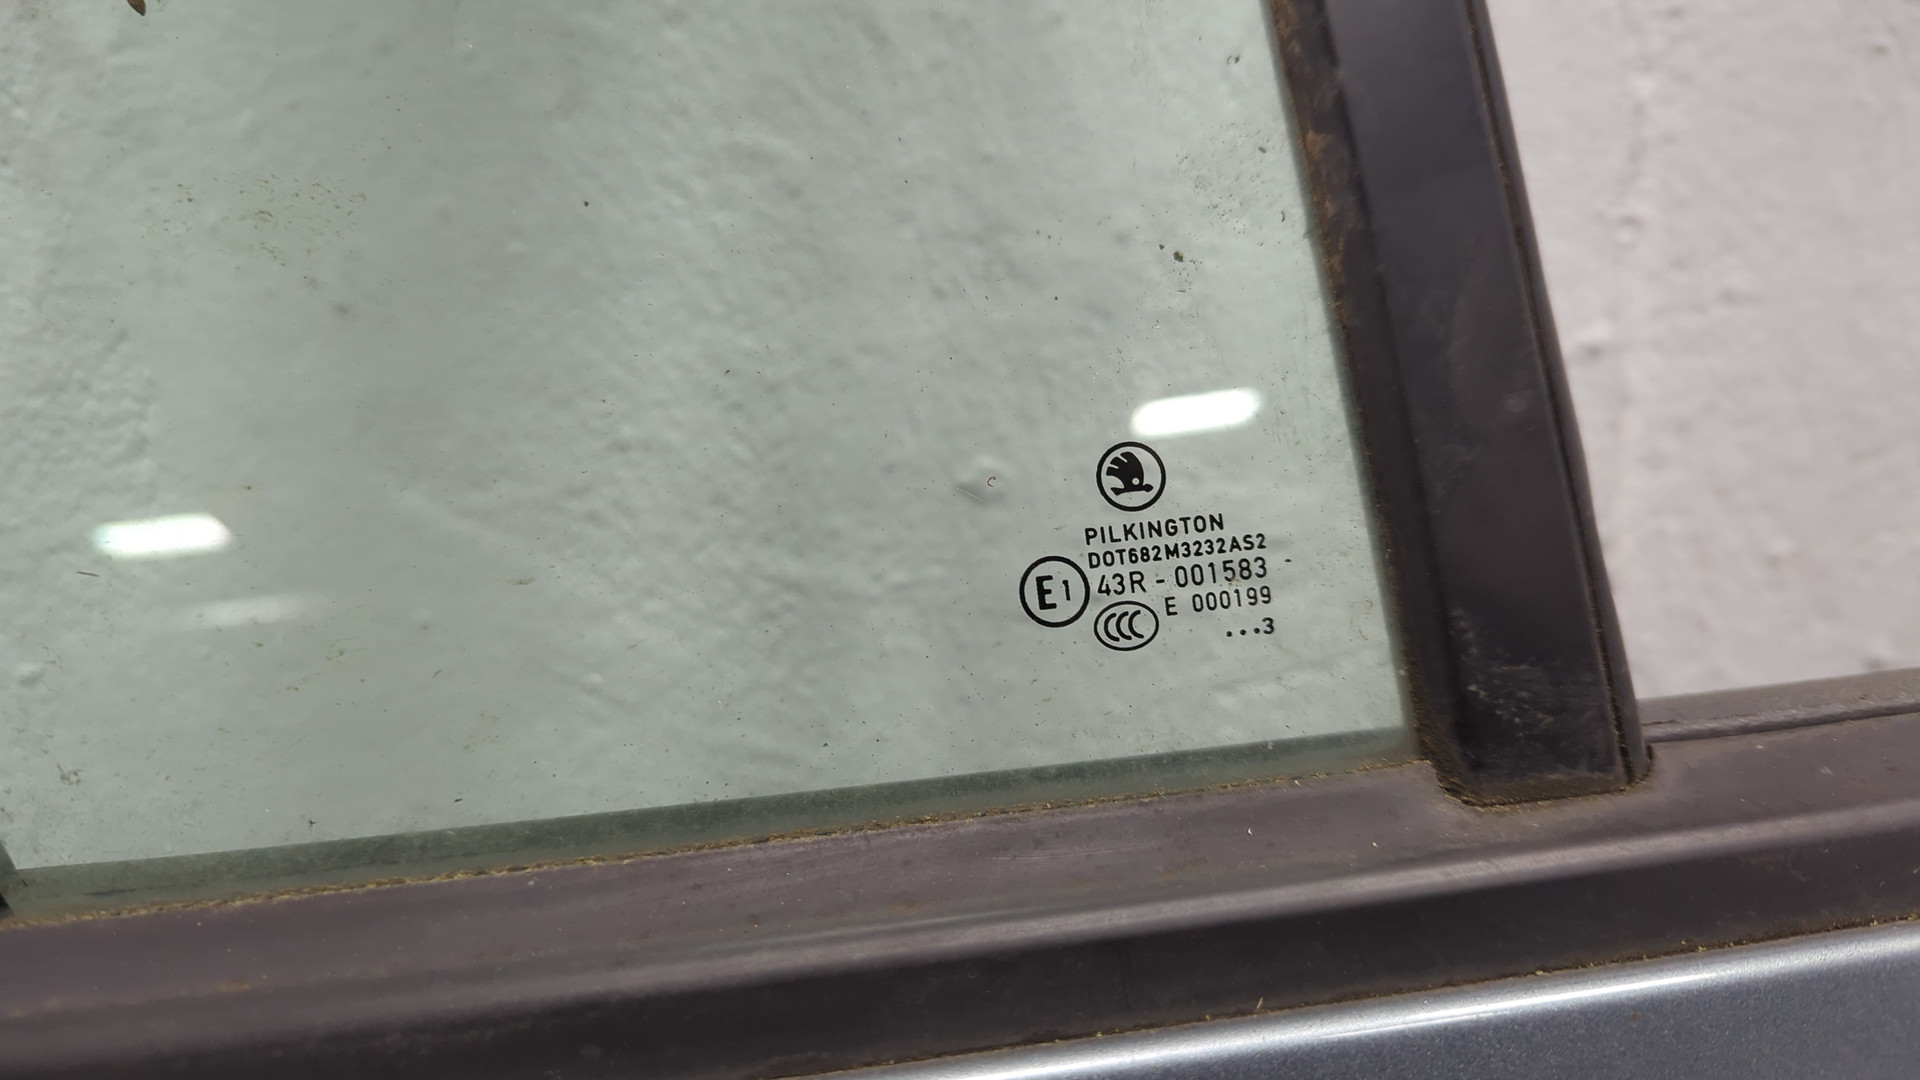 PILKINGTON
DOT682M3232AS2
E1 43R - 001583
CCC E 000199
...3